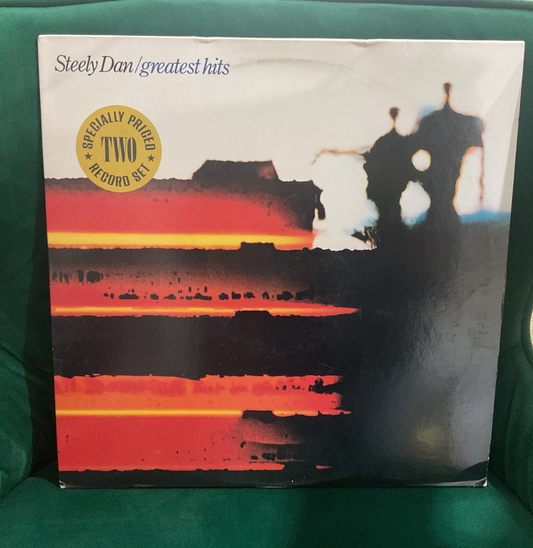 Steely Dan/greatest hits
SPECIALLY PRICED
TWO
RECORD SET